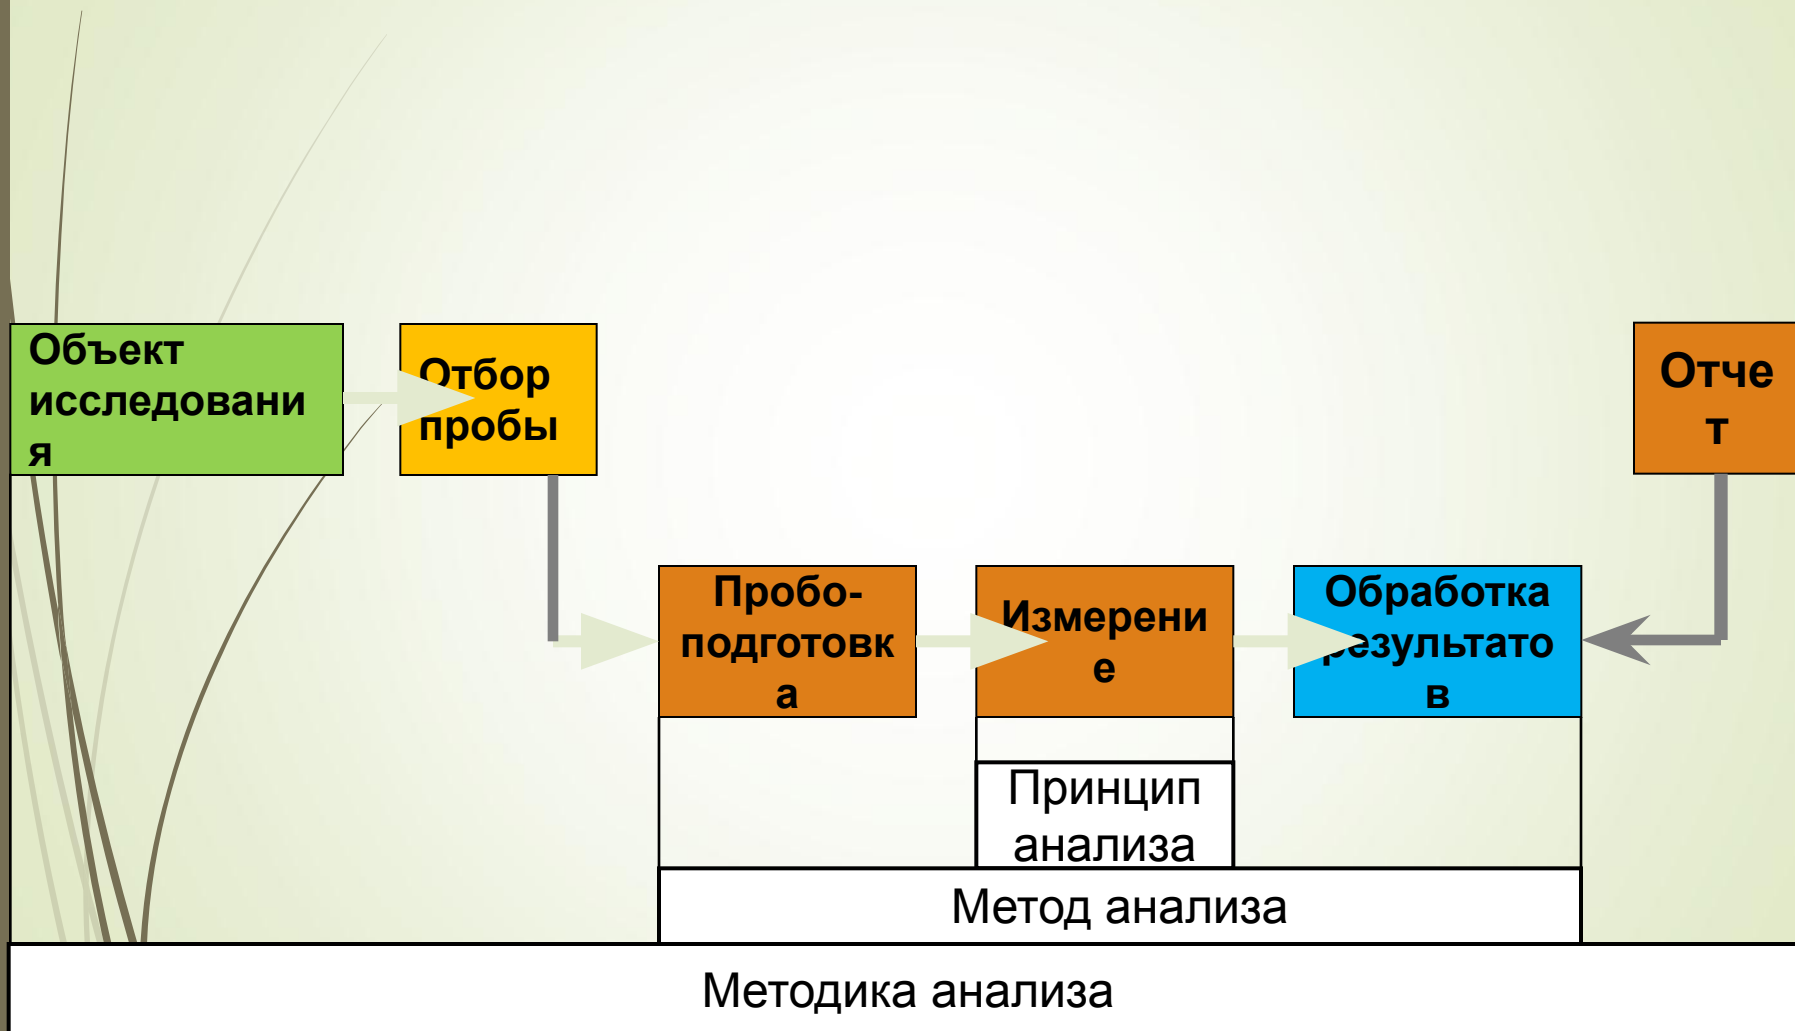 Объект
исследовани
я
Отбор
пробы
Отче
т
Пробо-
подготовк
а
Измерени
е
Обработка
результато
в
Принцип
анализа
Метод анализа
Методика анализа